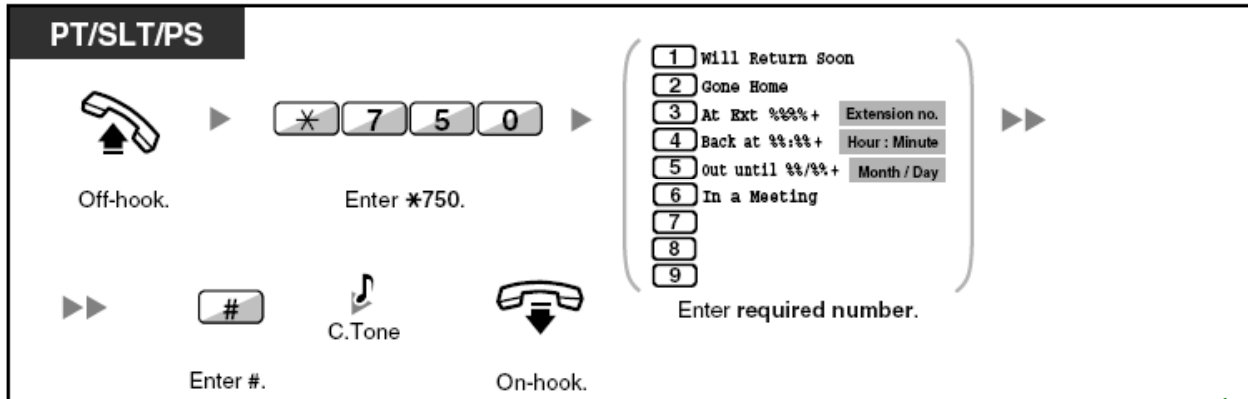 PT/SLT/PS
Off-hook.
* 7 5 0
Enter *750.
1 Will Return Soon
2 Gone Home
3 At Ext %%%%+ Extension no.
4 Back at %%:%%+ Hour : Minute
5 Out until %%/%%+ Month / Day
6 In a Meeting
7
8
9
Enter required number.
#
Enter #.
C.Tone
On-hook.